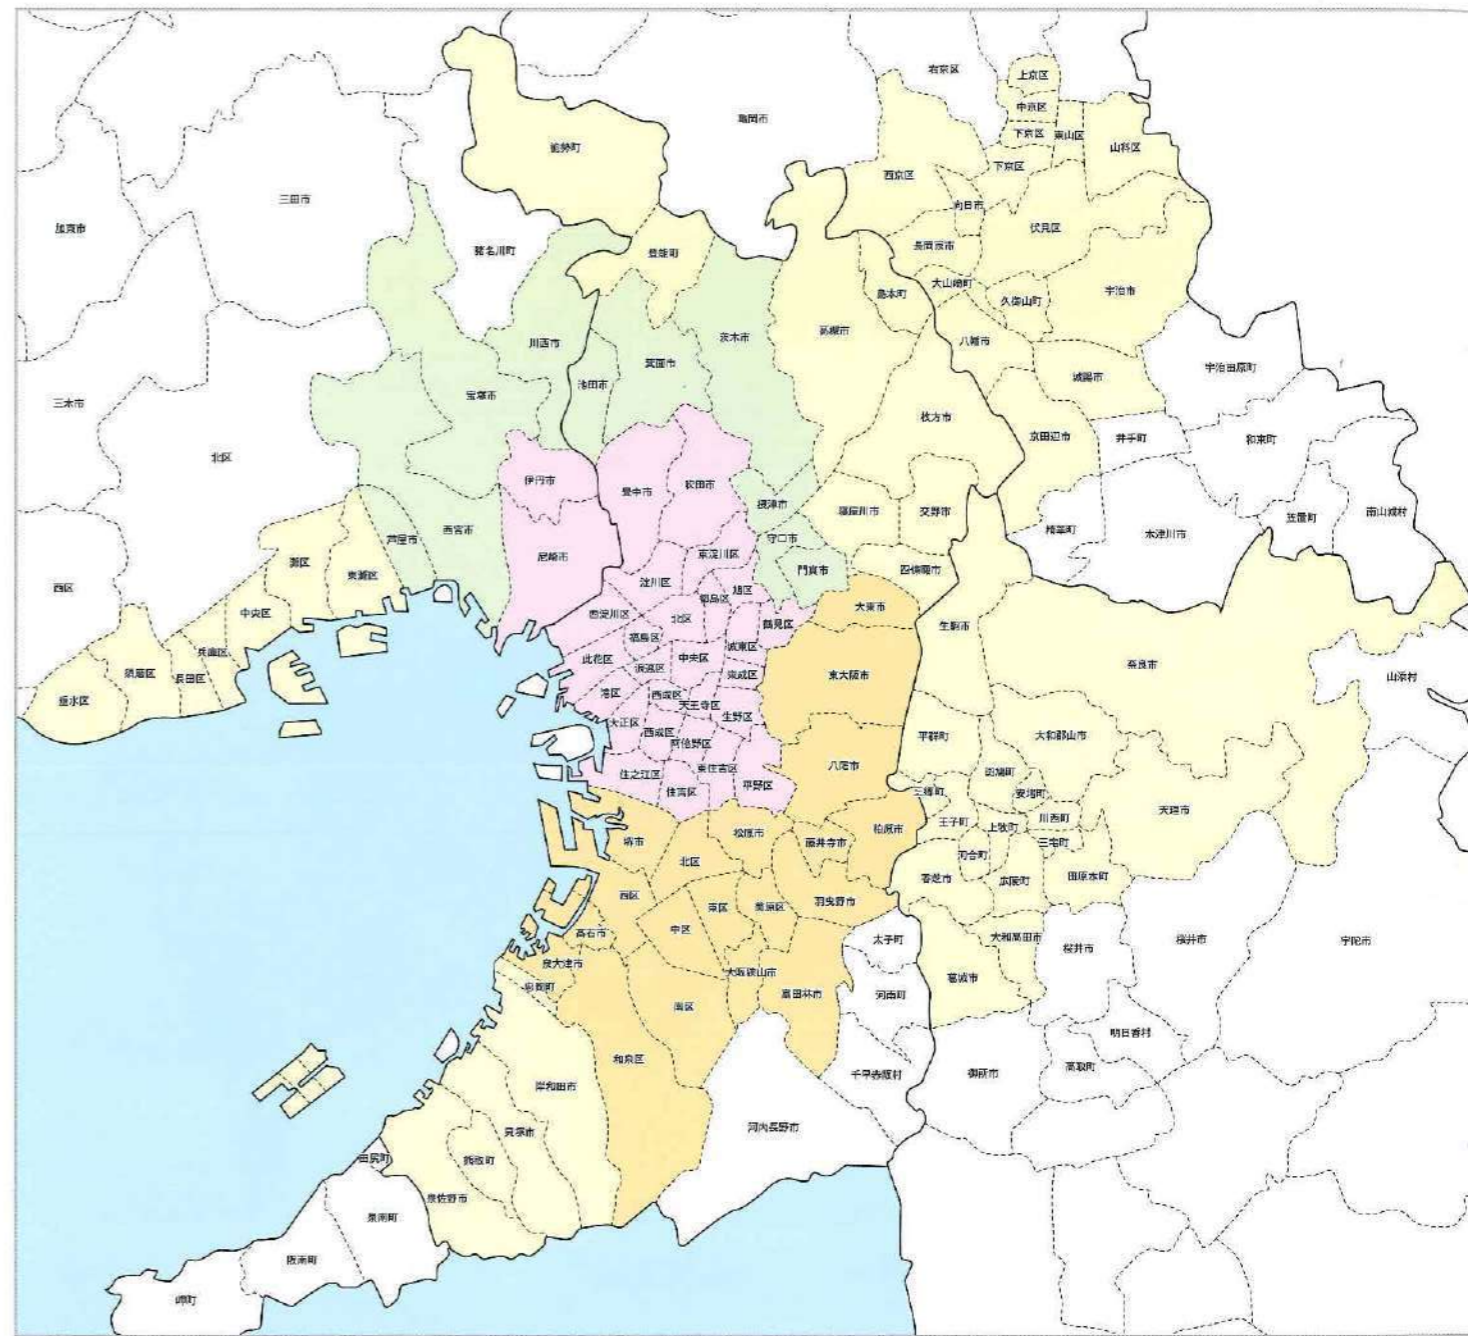 右京区
上京区
中京区
下京区
東山区
山科区
亀岡市
能勢町
西京区
下京区
向日市
伏見区
三田市
加東市
猪名川町
豊能町
長岡京市
島本町
大山崎町
久御山町
宇治市
高槻市
茨木市
川西市
箕面市
池田市
八幡市
城陽市
宇治田原町
宝塚市
三木市
枚方市
京田辺市
井手町
和束町
北区
伊丹市
豊中市
吹田市
摂津市
寝屋川市
交野市
精華町
木津川市
笠置町
南山城村
西宮市
芦屋市
尼崎市
守口市
門真市
四條畷市
灘区
東灘区
西区
東淀川区
淀川区
都島区
旭区
大東市
中央区
西淀川区
北区
鶴見区
生駒市
兵庫区
福島区
城東区
此花区
浪速区
中央区
東成区
東大阪市
奈良市
山添村
須磨区
長田区
垂水区
港区
西成区
天王寺区
生野区
大正区
西成区
阿倍野区
平群町
大和郡山市
住之江区
東住吉区
住吉区
平野区
八尾市
斑鳩町
安堵町
三郷町
天理市
王子町
上牧町
川西町
堺市
北区
松原市
藤井寺市
柏原市
三宅町
河合町
香芝市
広陵町
田原本町
西区
東区
美原区
羽曳野市
中区
高石市
太子町
大和高田市
桜井市
桜井市
宇陀市
泉大津市
大阪狭山市
葛城市
忠岡町
富田林市
河南町
南区
明日香村
和泉区
岸和田市
千早赤阪村
御所市
高取町
河内長野市
貝塚市
田尻町
熊取町
泉佐野市
泉南町
阪南町
岬町